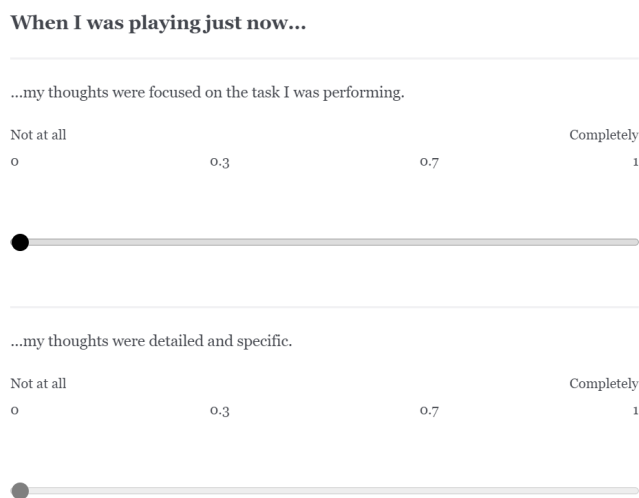 When I was playing just now...
...my thoughts were focused on the task I was performing.
Not at all Completely
0 0.3 0.7 1
...my thoughts were detailed and specific.
Not at all Completely
0 0.3 0.7 1